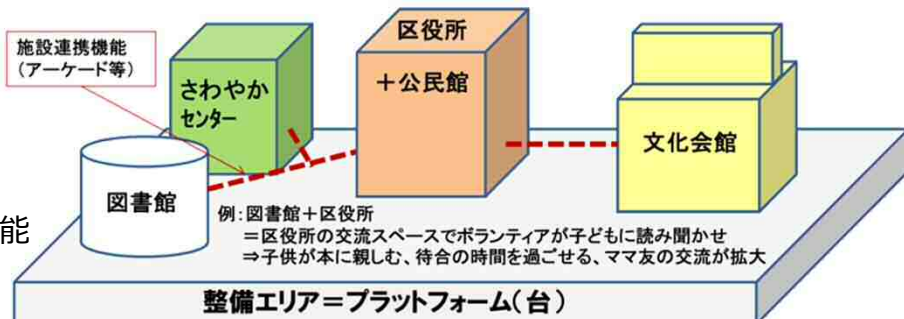 施設連携機能
(アーケード等)
さわやか
センター
区役所
+公民館
文化会館
図書館
能
例:図書館+区役所
=区役所の交流スペースでボランティアが子どもに読み聞かせ
⇒子供が本に親しむ、待合の時間を過ごせる、ママ友の交流が拡大
整備エリア=プラットフォーム(台)